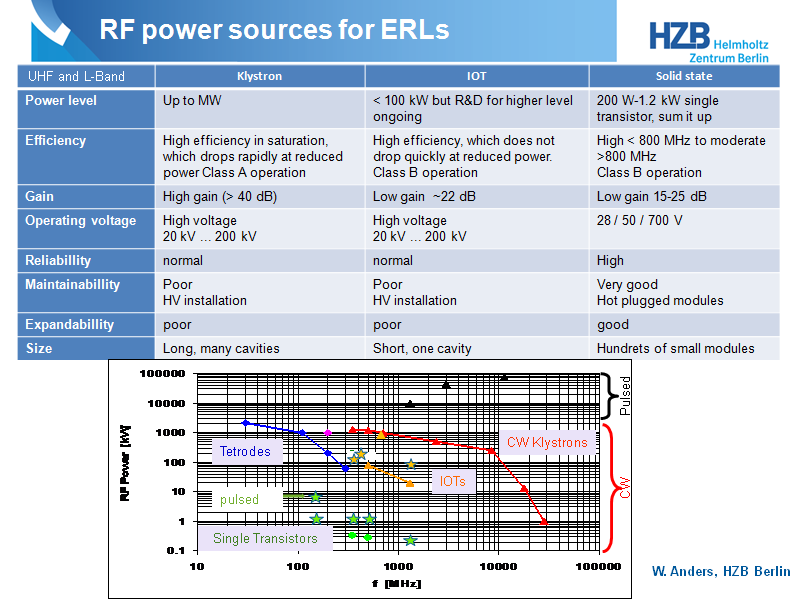 RF power sources for ERLs
HZB Helmholtz
Zentrum Berlin
UHF and L-Band
Klystron
IOT
Solid state
Power level
Up to MW
< 100 kW but R&D for higher level
ongoing
200 W-1.2 kW single
transistor, sum it up
Efficiency
High efficiency in saturation,
which drops rapidly at reduced
power Class A operation
High efficiency, which does not
drop quickly at reduced power.
Class B operation
High < 800 MHz to moderate
>800 MHz
Class B operation
Gain
High gain (> 40 dB)
Low gain ~22 dB
Low gain 15-25 dB
Operating voltage
High voltage
20 kV ... 200 kV
High voltage
20 kV ... 200 kV
28 / 50 / 700 V
Reliabillity
normal
normal
High
Maintainabillity
Poor
HV installation
Poor
HV installation
Very good
Hot plugged modules
Expandabillity
poor
poor
good
Size
Long, many cavities
Short, one cavity
Hundrets of small modules
100000
10000
1000
100
10
1
0.1
RF Power [kW]
Tetrodes
pulsed
Single Transistors
IOTs
CW Klystrons
Pulsed
CW
10
100
1000
10000
100000
f [MHz]
W. Anders, HZB Berlin